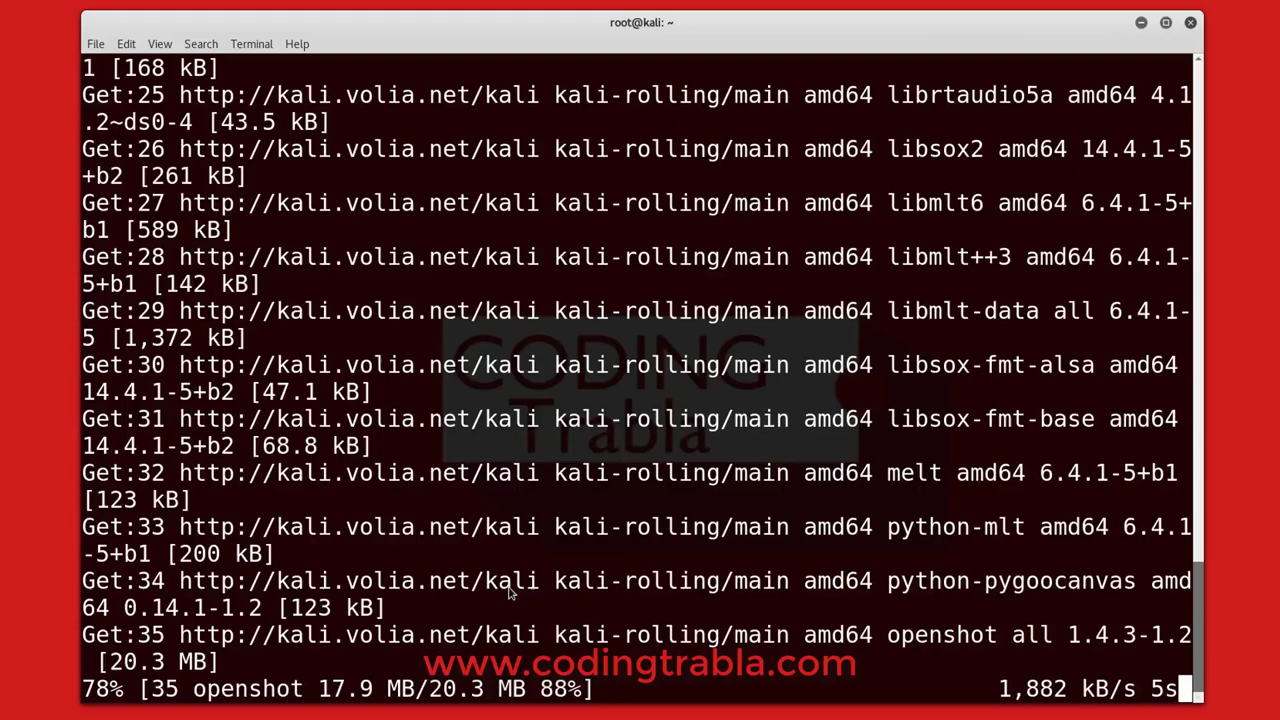 root@kali: ~
File Edit View Search Terminal Help
1 [168 kB]
Get:25 http://kali.volia.net/kali kali-rolling/main amd64 librtaudio5a amd64 4.1
.2~ds0-4 [43.5 kB]
Get:26 http://kali.volia.net/kali kali-rolling/main amd64 libsox2 amd64 14.4.1-5
+b2 [261 kB]
Get:27 http://kali.volia.net/kali kali-rolling/main amd64 libmlt6 amd64 6.4.1-5+
b1 [589 kB]
Get:28 http://kali.volia.net/kali kali-rolling/main amd64 libmlt++3 amd64 6.4.1-
5+b1 [142 kB]
Get:29 http://kali.volia.net/kali kali-rolling/main amd64 libmlt-data all 6.4.1-
5 [1,372 kB]
Get:30 http://kali.volia.net/kali kali-rolling/main amd64 libsox-fmt-alsa amd64
14.4.1-5+b2 [47.1 kB]
Get:31 http://kali.volia.net/kali kali-rolling/main amd64 libsox-fmt-base amd64
14.4.1-5+b2 [68.8 kB]
Get:32 http://kali.volia.net/kali kali-rolling/main amd64 melt amd64 6.4.1-5+b1
[123 kB]
Get:33 http://kali.volia.net/kali kali-rolling/main amd64 python-mlt amd64 6.4.1
-5+b1 [200 kB]
Get:34 http://kali.volia.net/kali kali-rolling/main amd64 python-pygoocanvas amd
64 0.14.1-1.2 [123 kB]
Get:35 http://kali.volia.net/kali kali-rolling/main amd64 openshot all 1.4.3-1.2
[20.3 MB]
78% [35 openshot 17.9 MB/20.3 MB 88%] 1,882 kB/s 5s
CODING
Trabla
www.codingtrabla.com